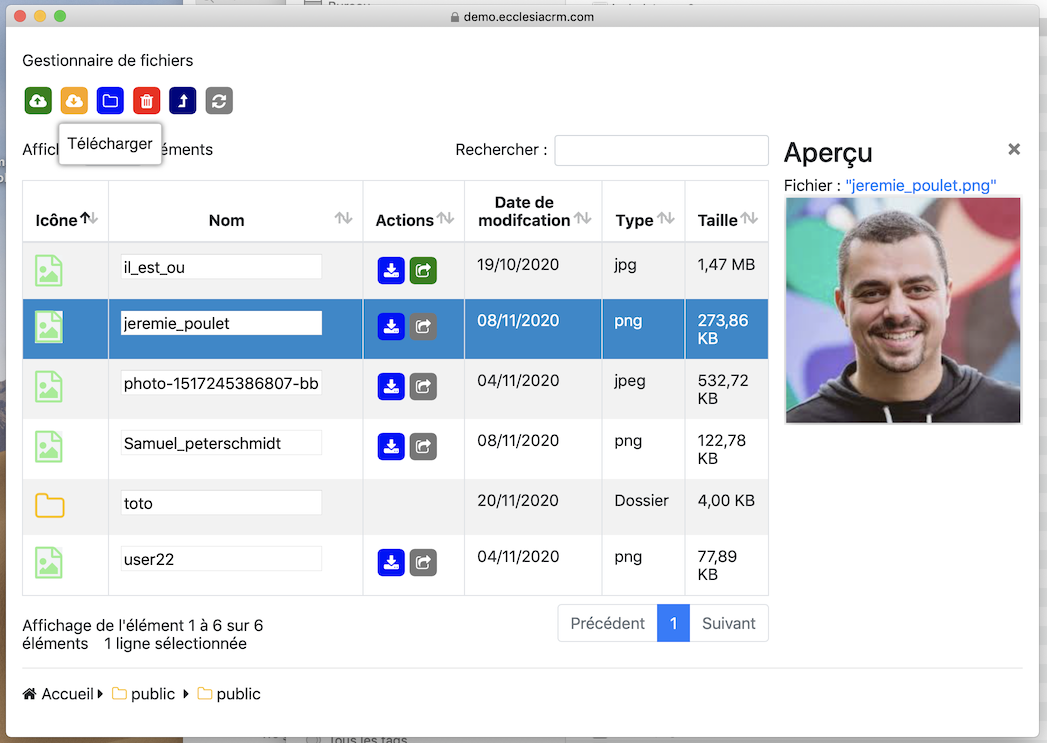 demo.ecclesiacrm.com
Gestionnaire de fichiers
Télécharger
Affic
éments
Rechercher :
Aperçu
Fichier : "jeremie_poulet.png"
Icône
Nom
Actions
Date de
modifcation
Type
Taille
il_est_ou
19/10/2020
jpg
1,47 MB
jeremie_poulet
08/11/2020
png
273,86
KB
photo-1517245386807-bb
04/11/2020
jpeg
532,72
KB
Samuel_peterschmidt
08/11/2020
png
122,78
KB
toto
20/11/2020
Dossier
4,00 KB
user22
04/11/2020
png
77,89
KB
Affichage de l'élément 1 à 6 sur 6
éléments 1 ligne sélectionnée
Précédent 1 Suivant
Accueil public public
Tous les tags